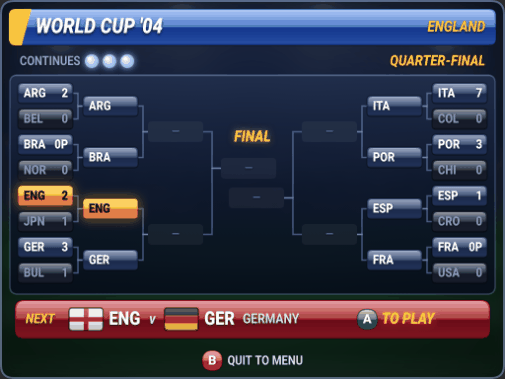 WORLD CUP '04
ENGLAND
CONTINUES
QUARTER-FINAL
ARG 2
BEL 0
ARG
BRA 0P
NOR 0
BRA
ENG 2
JPN 1
ENG
GER 3
BUL 1
GER
FINAL
ITA
ITA 7
COL 0
POR
POR 3
CHI 0
ESP
ESP 1
CRO 0
FRA
FRA 0P
USA 0
NEXT ENG v GER GERMANY A TO PLAY
B QUIT TO MENU